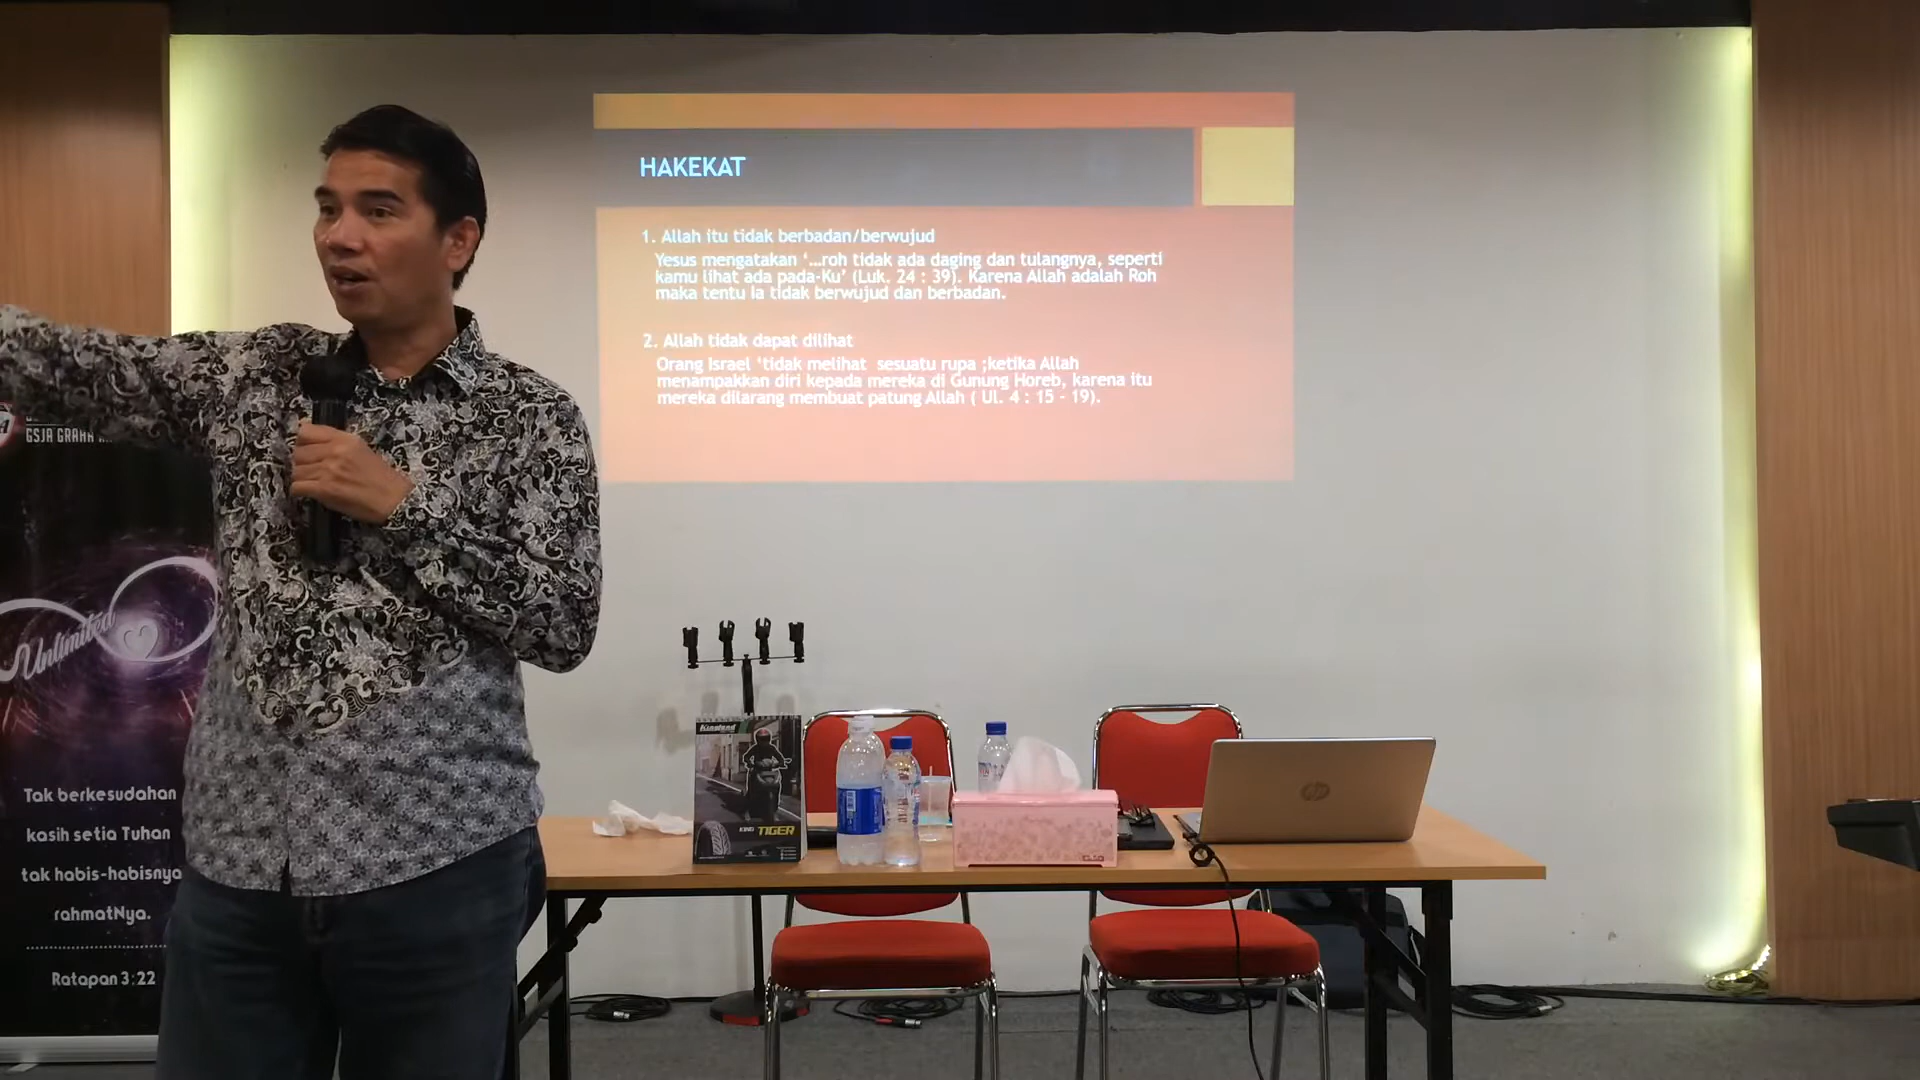 HAKEKAT
1. Allah itu tidak berbadan/berwujud
Yesus mengatakan ‘...roh tidak ada daging dan tulangnya, seperti
kamu lihat ada pada-Ku’ (Luk. 24 : 39). Karena Allah adalah Roh
maka tentu Ia tidak berwujud dan berbadan.
2. Allah tidak dapat dilihat
Orang Israel ‘tidak melihat sesuatu rupa ;ketika Allah
menampakkan diri kepada mereka di Gunung Horeb, karena itu
mereka dilarang membuat patung Allah ( Ul. 4 : 15 - 19).
GSJA GRAHA
Unlimited
Tak berkesudahan
kasih setia Tuhan
tak habis-habisnya
rahmatNya.
Ratapan 3:22
Kingland
KING TIGER
hp